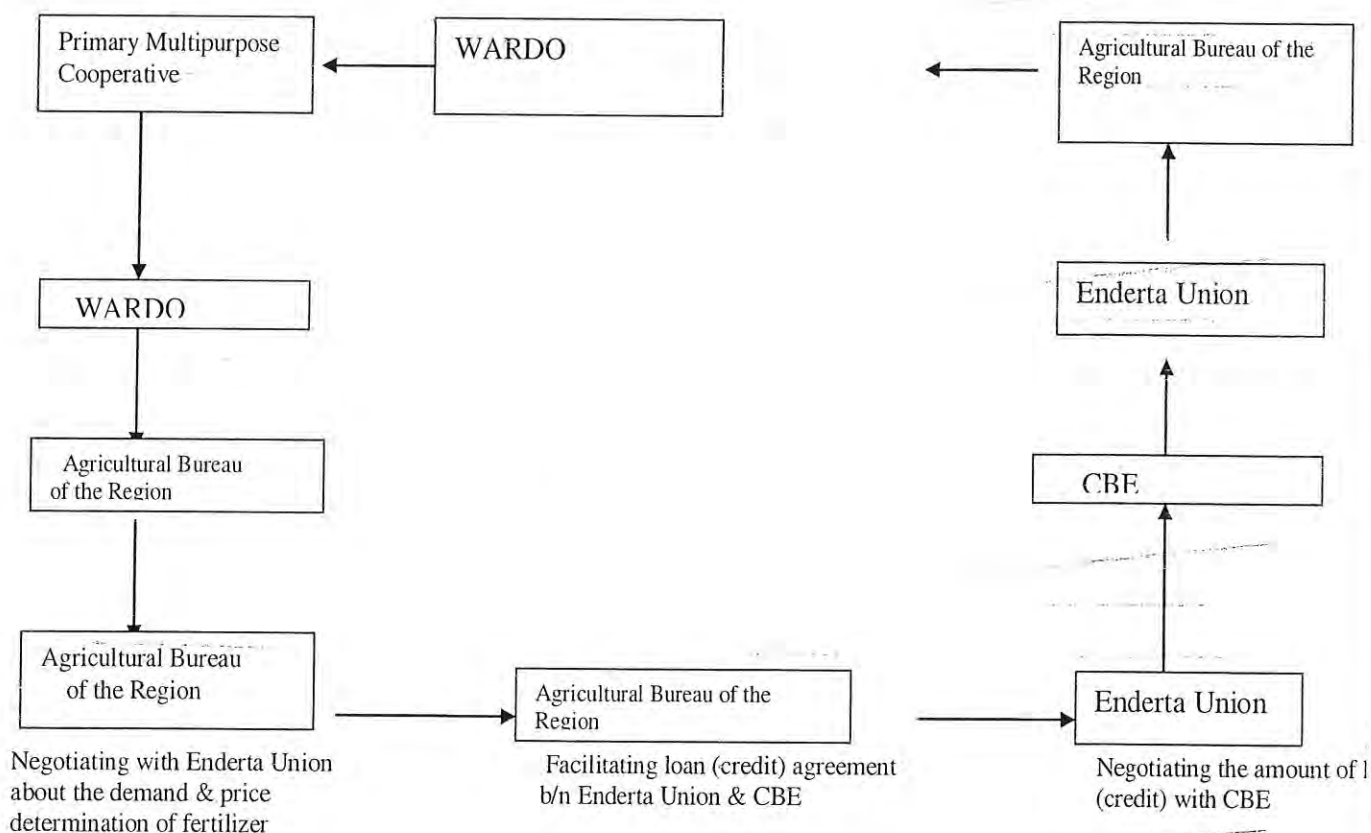 Primary Multipurpose
Cooperative
WARDO
Agricultural Bureau of the
Region
WARDO
Enderta Union
Agricultural Bureau
of the Region
CBE
Agricultural Bureau
of the Region
Agricultural Bureau of the
Region
Enderta Union
Negotiating with Enderta Union
about the demand & price
determination of fertilizer
Facilitating loan (credit) agreement
b/n Enderta Union & CBE
Negotiating the amount of
(credit) with CBE